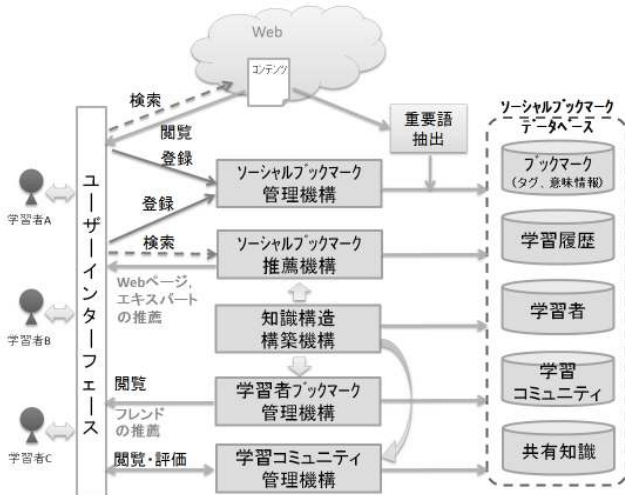 Web
コンテンツ
検索
閲覧
登録
重要語
抽出
ソーシャルブックマーク
データベース
ブックマーク
(タグ、意味情報)
ソーシャルブックマーク
管理機構
学習者A
ユーザーインターフェース
登録
検索
ソーシャルブックマーク
推薦機構
学習履歴
Webページ,
エキスパート
の推薦
知識構造
構築機構
学習者
学習者B
閲覧
フレンド
の推薦
学習者ブックマーク
管理機構
学習
コミュニティ
学習者C
閲覧・評価
学習コミュニティ
管理機構
共有知識